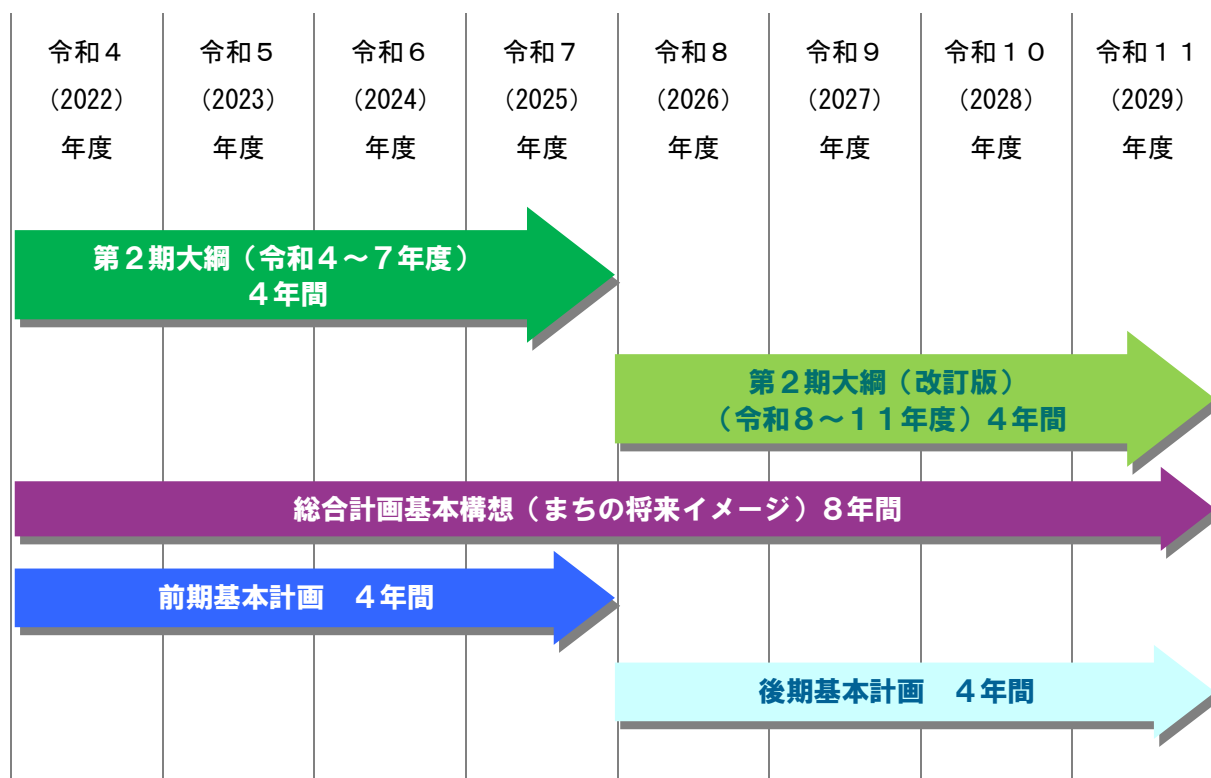 令和４
（2022）
年度
令和５
（2023）
年度
令和６
（2024）
年度
令和７
（2025）
年度
令和８
（2026）
年度
令和９
（2027）
年度
令和１０
（2028）
年度
令和１１
（2029）
年度
第２期大綱（令和４～７年度）
４年間
第２期大綱（改訂版）
（令和８～１１年度）４年間
総合計画基本構想（まちの将来イメージ）８年間
前期基本計画　４年間
後期基本計画　４年間